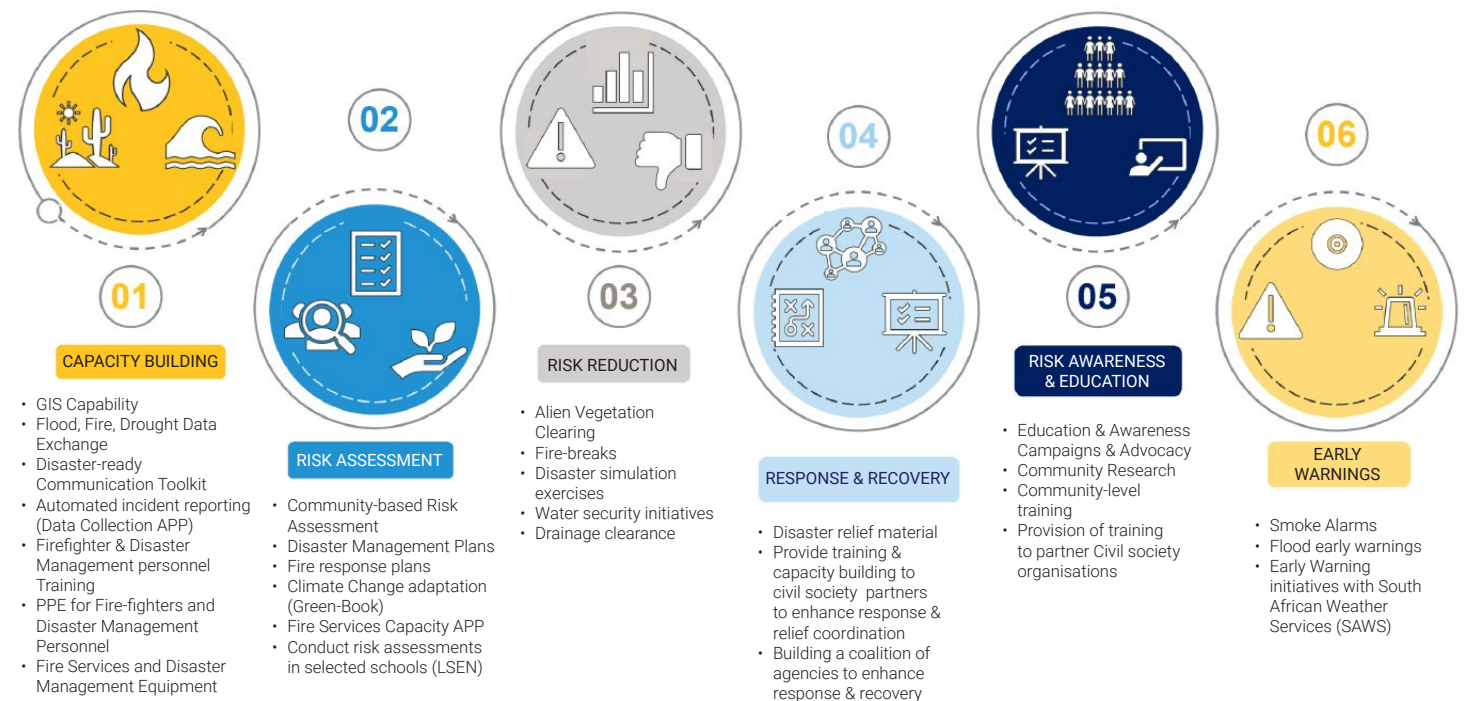 01
CAPACITY BUILDING
• GIS Capability
• Flood, Fire, Drought Data
Exchange
• Disaster-ready
Communication Toolkit
• Automated incident reporting
(Data Collection APP)
• Firefighter & Disaster
Management personnel
Training
• PPE for Fire-fighters and
Disaster Management
Personnel
• Fire Services and Disaster
Management Equipment
02
RISK ASSESSMENT
• Community-based Risk
Assessment
• Disaster Management Plans
• Fire response plans
• Climate Change adaptation
(Green-Book)
• Fire Services Capacity APP
• Conduct risk assessments
in selected schools (LSEN)
03
RISK REDUCTION
• Alien Vegetation
Clearing
• Fire-breaks
• Disaster simulation
exercises
• Water security initiatives
• Drainage clearance
04
RESPONSE & RECOVERY
• Disaster relief material
• Provide training &
capacity building to
civil society partners
to enhance response &
relief coordination
• Building a coalition of
agencies to enhance
response & recovery
05
RISK AWARENESS
& EDUCATION
• Education & Awareness
Campaigns & Advocacy
• Community Research
• Community-level
training
• Provision of training
to partner Civil society
organisations
06
EARLY
WARNINGS
• Smoke Alarms
• Flood early warnings
• Early Warning
initiatives with South
African Weather
Services (SAWS)